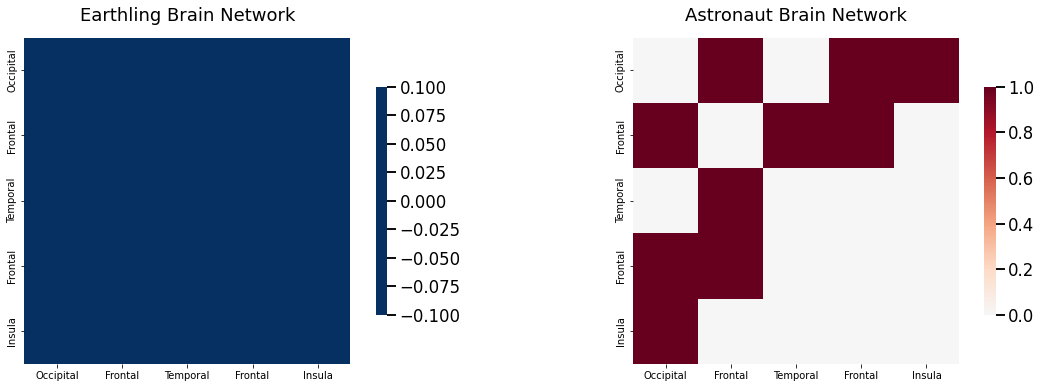 Earthling Brain Network
Occipital
Frontal
Temporal
Frontal
Insula
Occipital Frontal Temporal Frontal Insula
0.100
0.075
0.050
0.025
0.000
−0.025
−0.050
−0.075
−0.100
Astronaut Brain Network
Occipital
Frontal
Temporal
Frontal
Insula
Occipital Frontal Temporal Frontal Insula
1.0
0.8
0.6
0.4
0.2
0.0